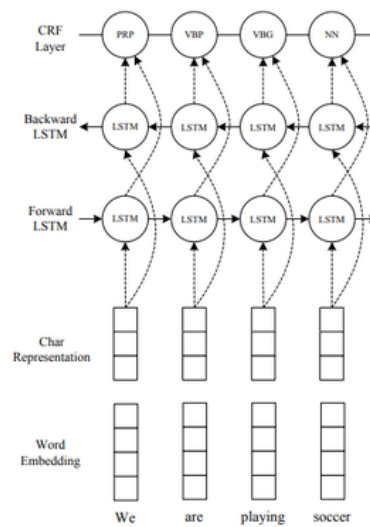 CRF
Layer
PRP VBP VBG NN
Backward
LSTM
LSTM LSTM LSTM LSTM
Forward
LSTM
LSTM LSTM LSTM LSTM
Char
Representation
Word
Embedding
We are playing soccer